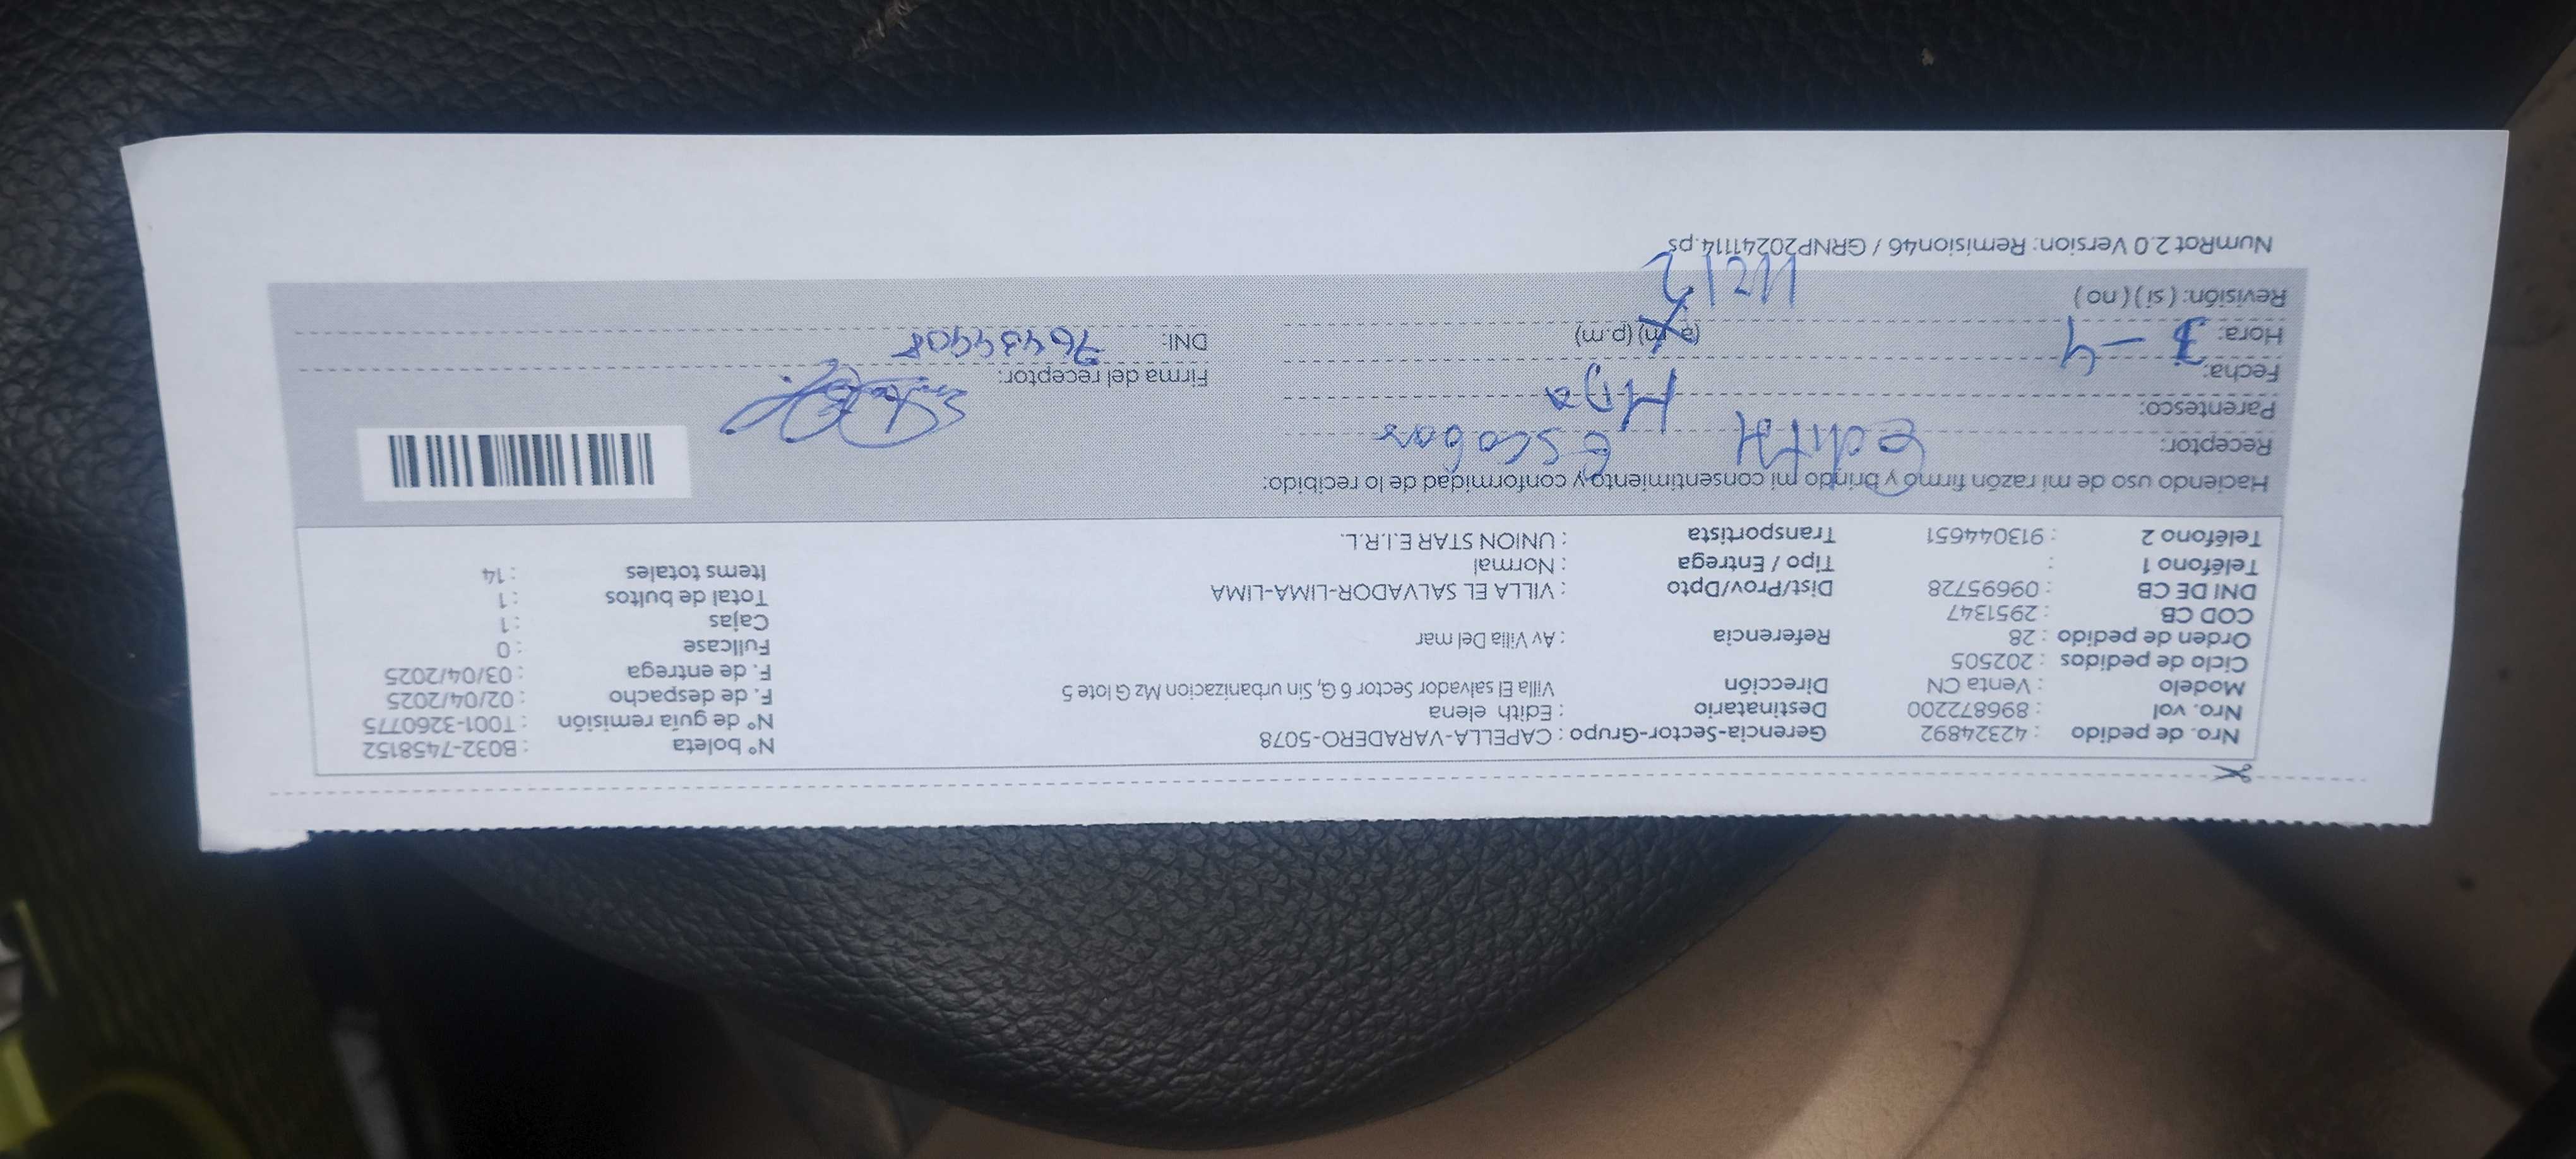 Nro. de pedido : 42324892 Gerencia-Sector-Grupo : CAPELLA-VARADERO-5078 N° boleta : B032-7458152
Nro. vol : 896872200 Destinatario : Edith elena N° de guía remisión : T001-3260775
Modelo : Venta CN Dirección Villa El salvador Sector 6 G, Sin urbanizacion Mz G lote 5 F. de despacho : 02/04/2025
Ciclo de pedidos : 202505 F. de entrega : 03/04/2025
Orden de pedido : 28 Referencia : Av Villa Del mar Fullcase : 0
COD CB : 2951347 Cajas : 1
DNI DE CB : 09695728 Dist/Prov/Dpto : VILLA EL SALVADOR-LIMA-LIMA Total de bultos : 1
Teléfono 1 : Tipo / Entrega : Normal Items totales : 14
Teléfono 2 : 913044651 Transportista : UNION STAR E.I.R.L.
Haciendo uso de mi razón firmo y brindo mi consentimiento y conformidad de lo recibido:
Receptor: Edith Escobar
Parentesco: Hija
Fecha: 3-4 Firma del receptor:
Hora: (a.m) (p.m) DNI:
Revisión: ( sí ) ( no )
NumRot 2.0 Version: Remision46 / GRNP20241114.ps